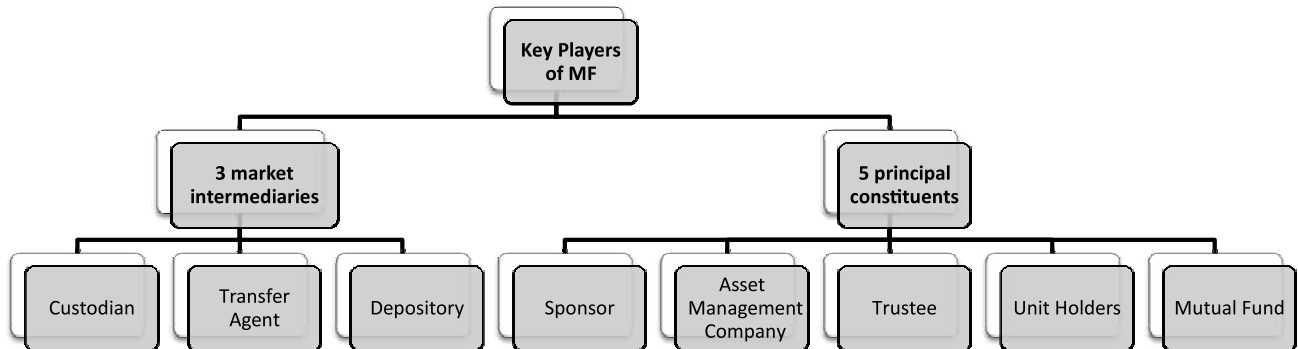 Key Players
of MF
3 market
intermediaries
5 principal
constituents
Custodian
Transfer
Agent
Depository
Sponsor
Asset
Management
Company
Trustee
Unit Holders
Mutual Fund